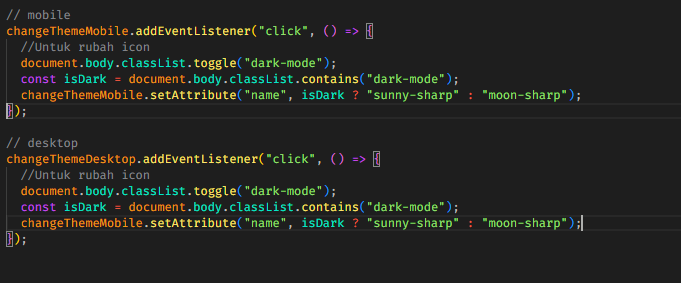 // mobile
changeThemeMobile.addEventListener("click", () => {
  //Untuk rubah icon
  document.body.classList.toggle("dark-mode");
  const isDark = document.body.classList.contains("dark-mode");
  changeThemeMobile.setAttribute("name", isDark ? "sunny-sharp" : "moon-sharp");
});

// desktop
changeThemeDesktop.addEventListener("click", () => {
  //Untuk rubah icon
  document.body.classList.toggle("dark-mode");
  const isDark = document.body.classList.contains("dark-mode");
  changeThemeMobile.setAttribute("name", isDark ? "sunny-sharp" : "moon-sharp");
});